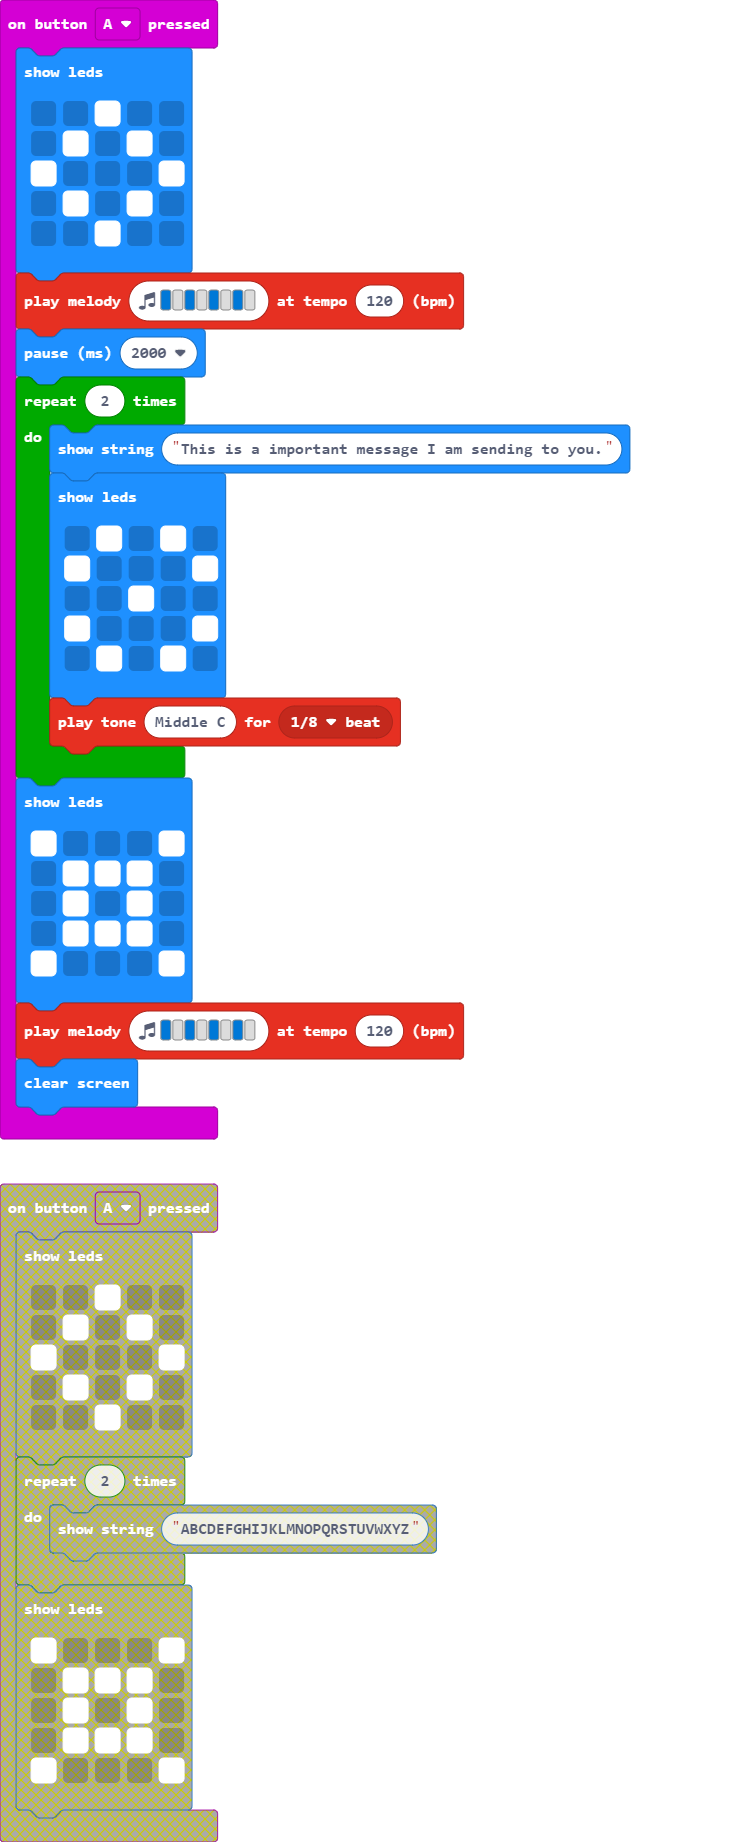 on button A pressed
show leds
play melody at tempo 120 (bpm)
pause (ms) 2000
repeat 2 times
do
show string "This is a important message I am sending to you."
show leds
play tone Middle C for 1/8 beat
show leds
play melody at tempo 120 (bpm)
clear screen
on button A pressed
show leds
repeat 2 times
do
show string "ABCDEFGHIJKLMNOPQRSTUVWXYZ"
show leds